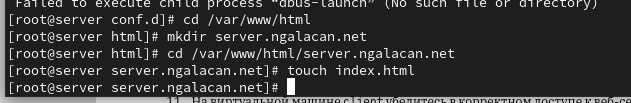 Failed to execute child process “dbus-launch” (No such file or directory)
[root@server conf.d]# cd /var/www/html
[root@server html]# mkdir server.ngalacan.net
[root@server html]# cd /var/www/html/server.ngalacan.net
[root@server server.ngalacan.net]# touch index.html
[root@server server.ngalacan.net]#
11. На виртуальной машине client убедитесь в корректном доступе к веб-се